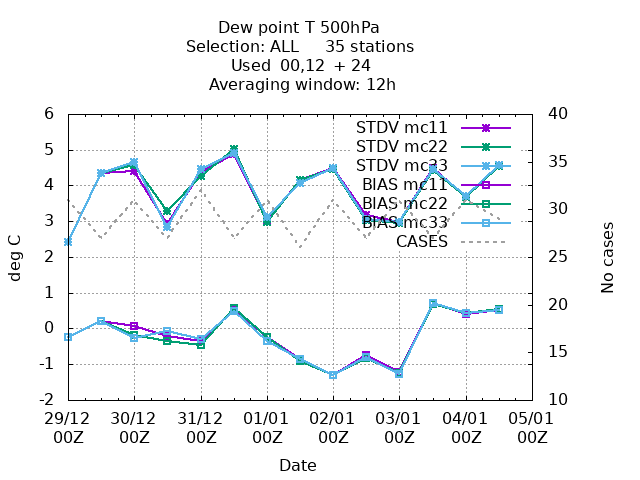 Dew point T 500hPa
Selection: ALL 35 stations
Used 00,12 + 24
Averaging window: 12h
6
5
4
3
2
1
0
-1
-2
deg C
40
35
30
25
20
15
10
No cases
STDV mc11
STDV mc22
STDV mc33
BIAS mc11
BIAS mc22
BIAS mc33
CASES
29/12 30/12 31/12 01/01 02/01 03/01 04/01 05/01
00Z 00Z 00Z 00Z 00Z 00Z 00Z 00Z
Date